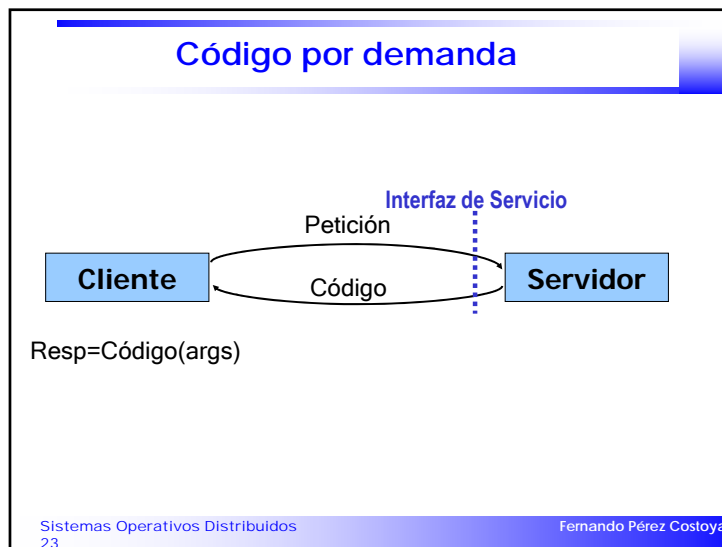 Código por demanda
Interfaz de Servicio
Petición
Cliente
Servidor
Código
Resp=Código(args)
Sistemas Operativos Distribuidos
23
Fernando Pérez Costoya